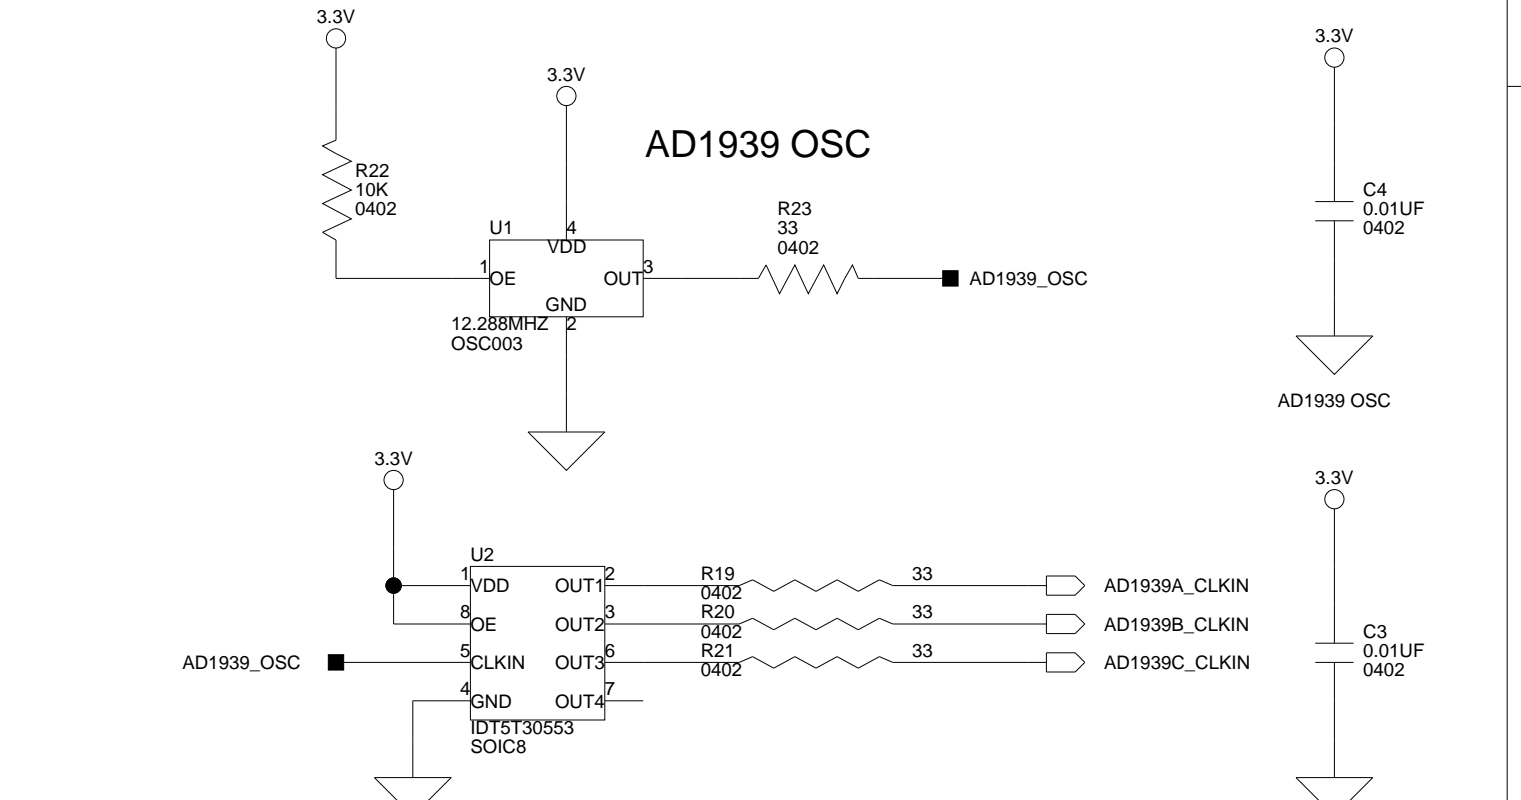 3.3V
3.3V
3.3V
AD1939 OSC
R22
10K
0402
C4
0.01UF
0402
R23
33
0402
U1
4
VDD
1
OE
OUT
3
AD1939_OSC
GND
2
12.288MHZ
OSC003
AD1939 OSC
3.3V
3.3V
U2
1
VDD
OUT1
2
R19
0402
33
AD1939A_CLKIN
8
OE
OUT2
3
R20
0402
33
AD1939B_CLKIN
AD1939_OSC
5
CLKIN
OUT3
6
R21
0402
33
AD1939C_CLKIN
4
GND
OUT4
7
IDT5T30553
SOIC8
C3
0.01UF
0402